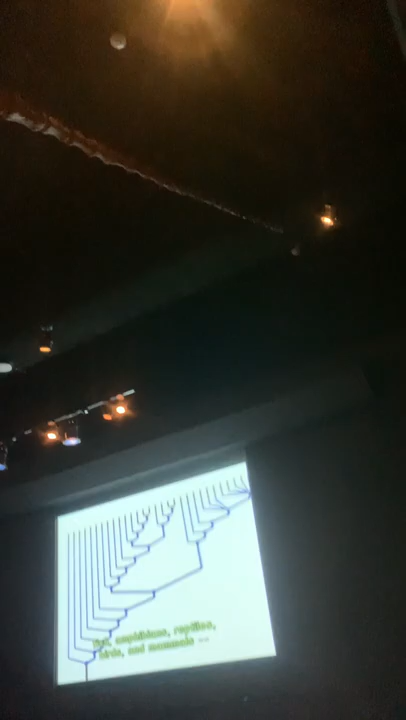 amphibians, reptiles,
birds, and mammals --